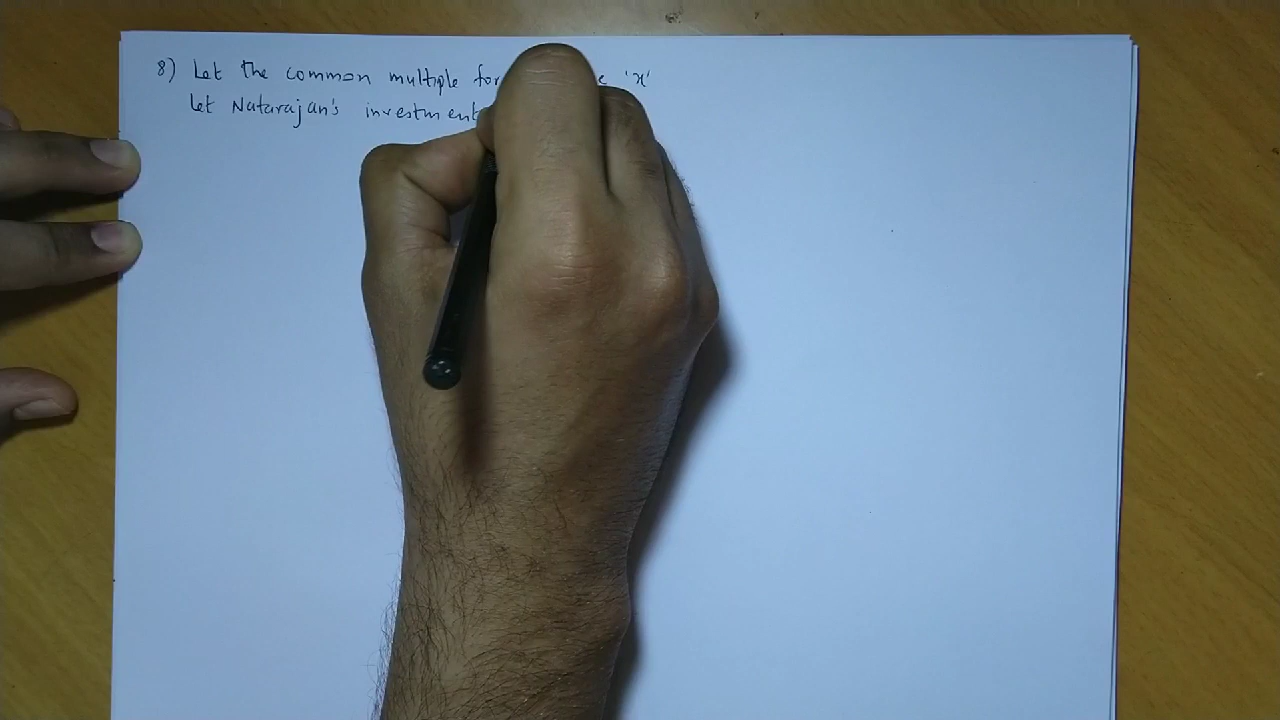 8) Let the common multiple for 'x'
let Natarajan's investment